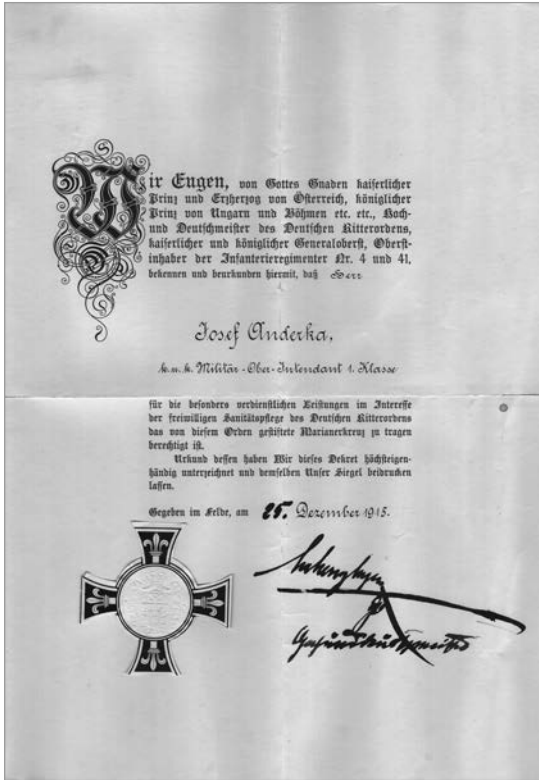 Wir Eugen, von Gottes Gnaden kaiserlicher
Prinz und Erzherzog von Österreich, königlicher
Prinz von Ungarn und Böhmen etc. etc., Hoch-
und Deutschmeister des Deutschen Ritterordens,
kaiserlicher und königlicher Generaloberst, Oberst-
inhaber der Infanterieregimenter Nr. 4 und 41,
bekennen und beurkunden hiermit, daß Herr
Josef Anderka,
k.u.k. Militär-Ober-Intendant 1. Klasse
für die besonders verdienstlichen Leistungen im Interesse
der freiwilligen Sanitätspflege des Deutschen Ritterordens
das von diesem Orden gestiftete Marianerkreuz zu tragen
berechtigt ist.
Urkund dessen haben Wir dieses Dekret höchsteigen-
händig unterzeichnet und demselben Unser Siegel beidrucken
lassen.
Gegeben im Felde, am 25. Dezember 1915.